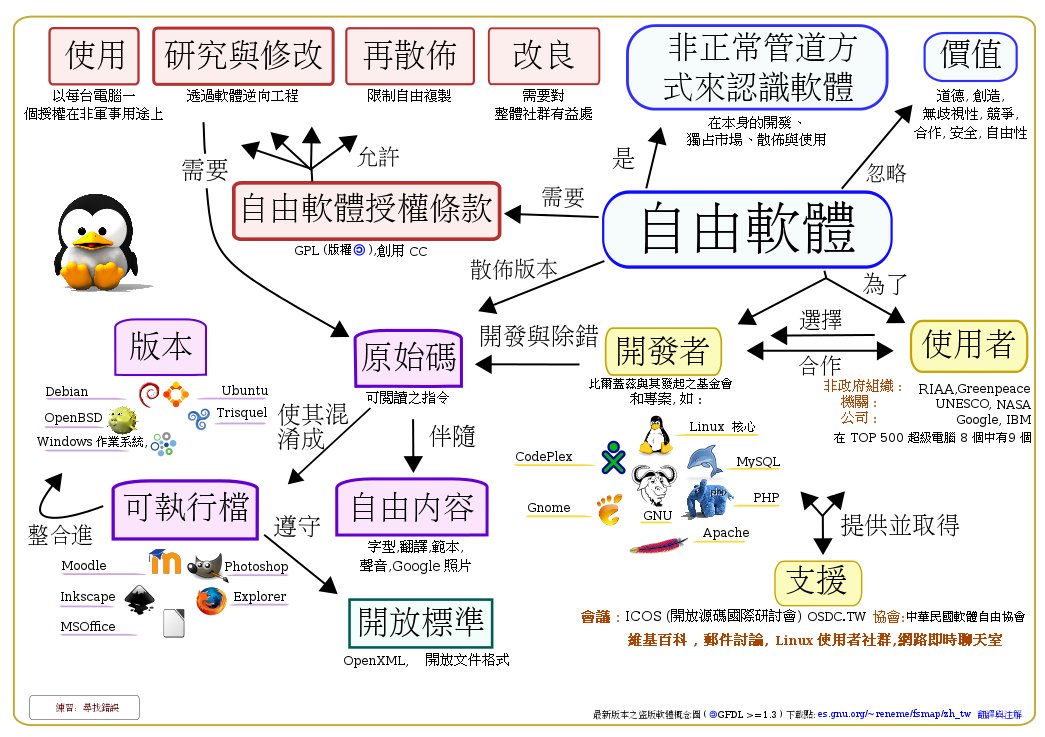 使用
以每台電腦一
個授權在非軍事用途上
研究與修改
透過軟體逆向工程
再散佈
限制自由複製
改良
需要對
整體社群有益處
非正常管道方
式來認識軟體
在本身的開發、
獨占市場、散佈與使用
價值
道德, 創造,
無歧視性, 競爭,
合作, 安全, 自由性
需要
允許
是
忽略
自由軟體授權條款
GPL (版權),創用 CC
需要
自由軟體
散佈版本
為了
版本
Debian
Ubuntu
OpenBSD
Trisquel
Windows 作業系統,
原始碼
可閱讀之指令
開發與除錯
開發者
比爾蓋茲與其發起之基金會
和專案, 如：
選擇
合作
使用者
非政府組織：
RIAA,Greenpeace
機關：
UNESCO, NASA
公司：
Google, IBM
在 TOP 500 超級電腦 8 個中有9 個
使其混
淆成
伴隨
Linux 核心
CodePlex
MySQL
Gnome
GNU
php
PHP
Apache
整合進
可執行檔
遵守
自由內容
字型,翻譯,範本,
聲音,Google 照片
Moodle
Photoshop
Inkscape
Explorer
MSOffice
開放標準
OpenXML, 開放文件格式
提供並取得
支援
會議：ICOS (開放源碼國際研討會) OSDC.TW 協會:中華民國軟體自由協會
維基百科，郵件討論, Linux 使用者社群,網路即時聊天室
練習: 尋找錯誤
最新版本之盜版軟體概念圖 ( GFDL >=1.3 ) 下載點: es.gnu.org/~reneme/fsmap/zh_tw 翻譯與注解